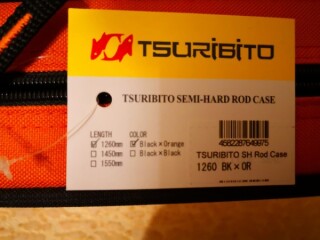 TSURIBITO
TSURIBITO SEMI-HARD ROD CASE
LENGTH COLOR
1260mm Black×Orange
1450mm Black×Black
1550mm
4582207649975
TSURIBITO SH Rod Case
1260 BK×OR